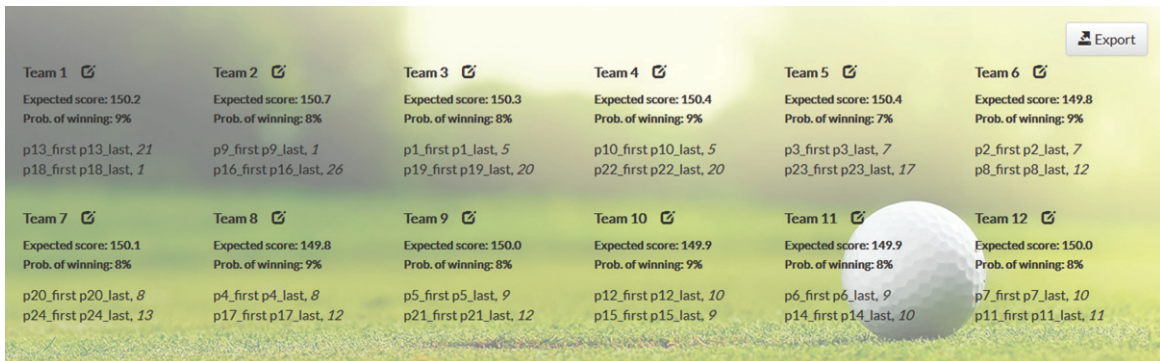 Export
Team 1 Team 2 Team 3 Team 4 Team 5 Team 6
Expected score: 150.2 Expected score: 150.7 Expected score: 150.3 Expected score: 150.4 Expected score: 150.4 Expected score: 149.8
Prob. of winning: 9% Prob. of winning: 8% Prob. of winning: 8% Prob. of winning: 9% Prob. of winning: 7% Prob. of winning: 9%
p13_first p13_last, 21 p9_first p9_last, 1 p1_first p1_last, 5 p10_first p10_last, 5 p3_first p3_last, 7 p2_first p2_last, 7
p18_first p18_last, 1 p16_first p16_last, 26 p19_first p19_last, 20 p22_first p22_last, 20 p23_first p23_last, 17 p8_first p8_last, 12
Team 7 Team 8 Team 9 Team 10 Team 11 Team 12
Expected score: 150.1 Expected score: 149.8 Expected score: 150.0 Expected score: 149.9 Expected score: 149.9 Expected score: 150.0
Prob. of winning: 8% Prob. of winning: 9% Prob. of winning: 8% Prob. of winning: 9% Prob. of winning: 8% Prob. of winning: 8%
p20_first p20_last, 8 p4_first p4_last, 8 p5_first p5_last, 9 p12_first p12_last, 10 p6_first p6_last, 9 p7_first p7_last, 10
p24_first p24_last, 13 p17_first p17_last, 12 p21_first p21_last, 12 p15_first p15_last, 9 p14_first p14_last, 10 p11_first p11_last, 11